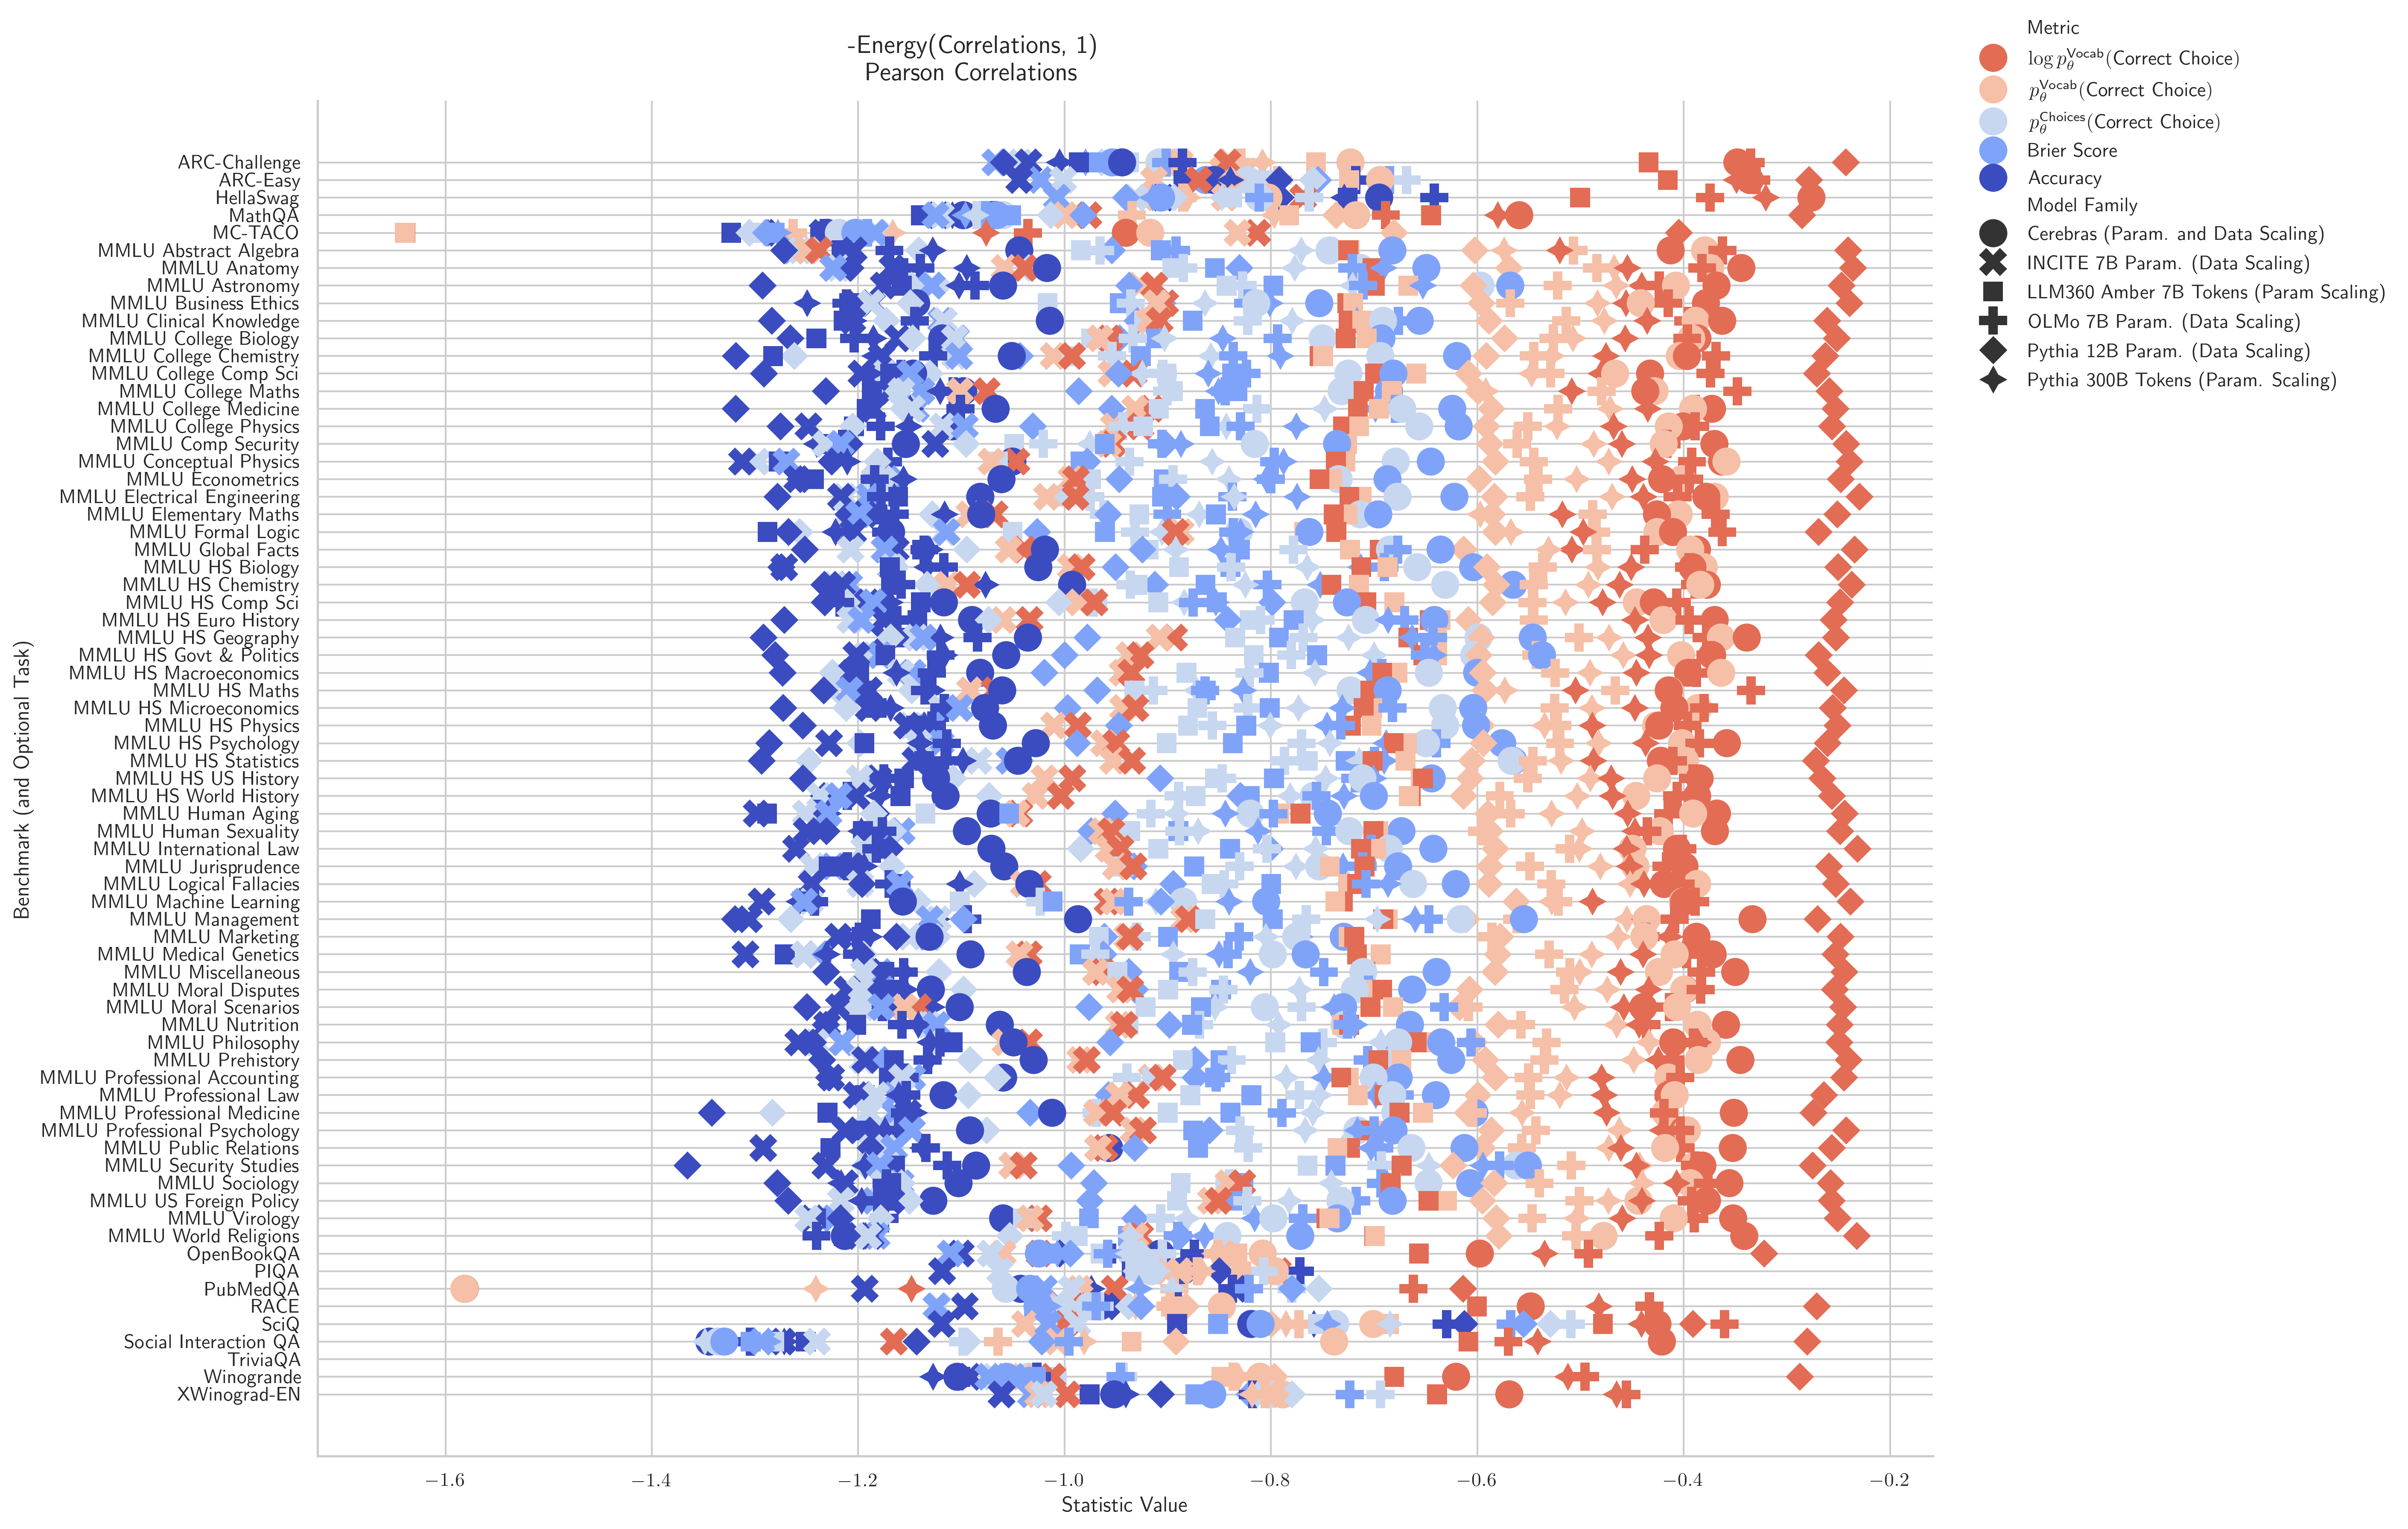 -Energy(Correlations, 1)
Pearson Correlations
Metric
log p_θ^Vocab(Correct Choice)
p_θ^Vocab(Correct Choice)
p_θ^Choices(Correct Choice)
Brier Score
Accuracy
Model Family
Cerebras (Param. and Data Scaling)
INCITE 7B Param. (Data Scaling)
LLM360 Amber 7B Tokens (Param Scaling)
OLMo 7B Param. (Data Scaling)
Pythia 12B Param. (Data Scaling)
Pythia 300B Tokens (Param. Scaling)
Benchmark (and Optional Task)
ARC-Challenge
ARC-Easy
HellaSwag
MathQA
MC-TACO
MMLU Abstract Algebra
MMLU Anatomy
MMLU Astronomy
MMLU Business Ethics
MMLU Clinical Knowledge
MMLU College Biology
MMLU College Chemistry
MMLU College Comp Sci
MMLU College Maths
MMLU College Medicine
MMLU College Physics
MMLU Comp Security
MMLU Conceptual Physics
MMLU Econometrics
MMLU Electrical Engineering
MMLU Elementary Maths
MMLU Formal Logic
MMLU Global Facts
MMLU HS Biology
MMLU HS Chemistry
MMLU HS Comp Sci
MMLU HS Euro History
MMLU HS Geography
MMLU HS Govt & Politics
MMLU HS Macroeconomics
MMLU HS Maths
MMLU HS Microeconomics
MMLU HS Physics
MMLU HS Psychology
MMLU HS Statistics
MMLU HS US History
MMLU HS World History
MMLU Human Aging
MMLU Human Sexuality
MMLU International Law
MMLU Jurisprudence
MMLU Logical Fallacies
MMLU Machine Learning
MMLU Management
MMLU Marketing
MMLU Medical Genetics
MMLU Miscellaneous
MMLU Moral Disputes
MMLU Moral Scenarios
MMLU Nutrition
MMLU Philosophy
MMLU Prehistory
MMLU Professional Accounting
MMLU Professional Law
MMLU Professional Medicine
MMLU Professional Psychology
MMLU Public Relations
MMLU Security Studies
MMLU Sociology
MMLU US Foreign Policy
MMLU Virology
MMLU World Religions
OpenBookQA
PIQA
PubMedQA
RACE
SciQ
Social Interaction QA
TriviaQA
Winogrande
XWinograd-EN
−1.6 −1.4 −1.2 −1.0 −0.8 −0.6 −0.4 −0.2
Statistic Value